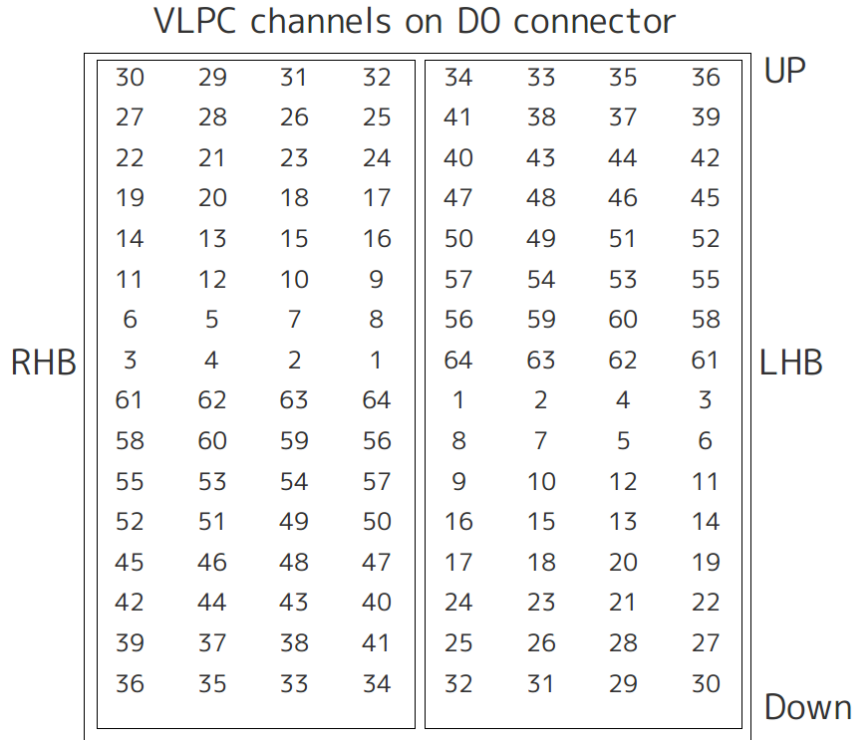 VLPC channels on D0 connector
UP
30 29 31 32 34 33 35 36
27 28 26 25 41 38 37 39
22 21 23 24 40 43 44 42
19 20 18 17 47 48 46 45
14 13 15 16 50 49 51 52
11 12 10 9 57 54 53 55
6 5 7 8 56 59 60 58
RHB 3 4 2 1 64 63 62 61 LHB
61 62 63 64 1 2 4 3
58 60 59 56 8 7 5 6
55 53 54 57 9 10 12 11
52 51 49 50 16 15 13 14
45 46 48 47 17 18 20 19
42 44 43 40 24 23 21 22
39 37 38 41 25 26 28 27
36 35 33 34 32 31 29 30
Down